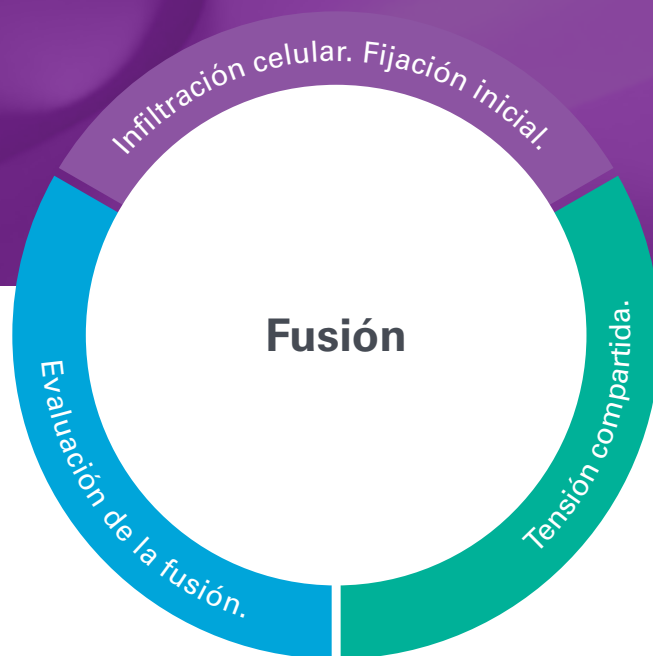 Infiltración celular. Fijación inicial.
Fusión
Tensión compartida.
Evaluación de la fusión.